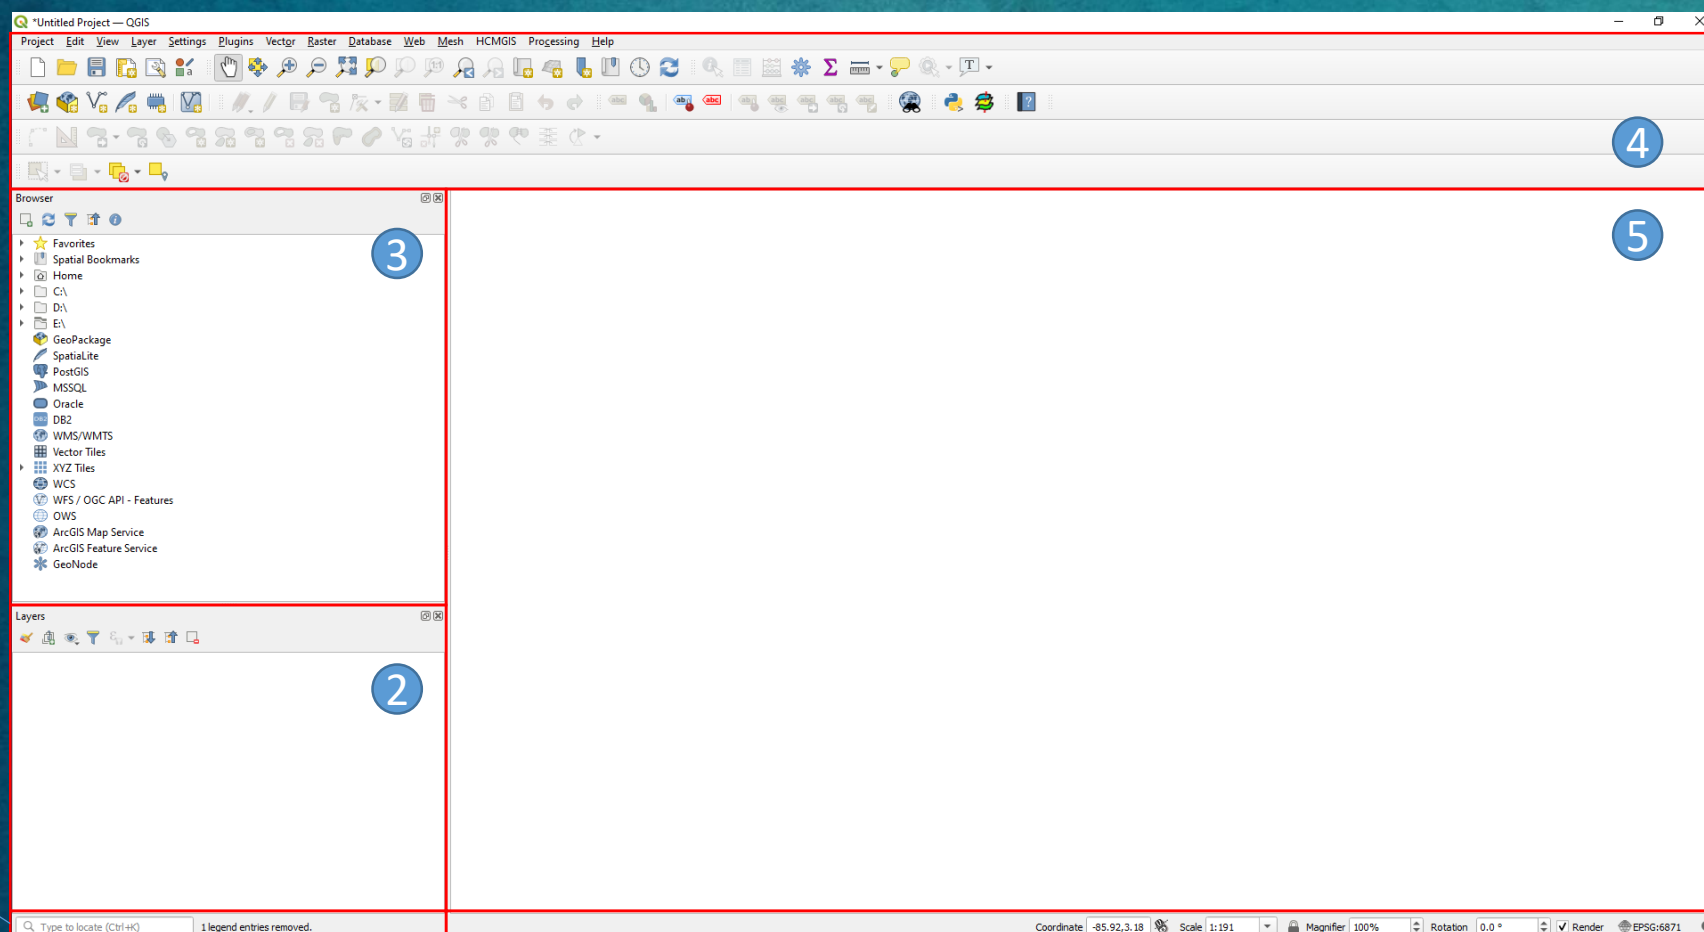 *Untitled Project — QGIS
Project Edit View Layer Settings Plugins Vector Raster Database Web Mesh HCMGIS Processing Help
4
Browser
5
3
Favorites
Spatial Bookmarks
Home
C:\
D:\
E:\
GeoPackage
SpatiaLite
PostGIS
MSSQL
Oracle
DB2
WMS/WMTS
Vector Tiles
XYZ Tiles
WCS
WFS / OGC API - Features
OWS
ArcGIS Map Service
ArcGIS Feature Service
GeoNode
Layers
2
Type to locate (Ctrl+K) 1 legend entries removed. Coordinate -85.92,3.18 Scale 1:191 Magnifier 100% Rotation 0.0 ° Render EPSG:6871